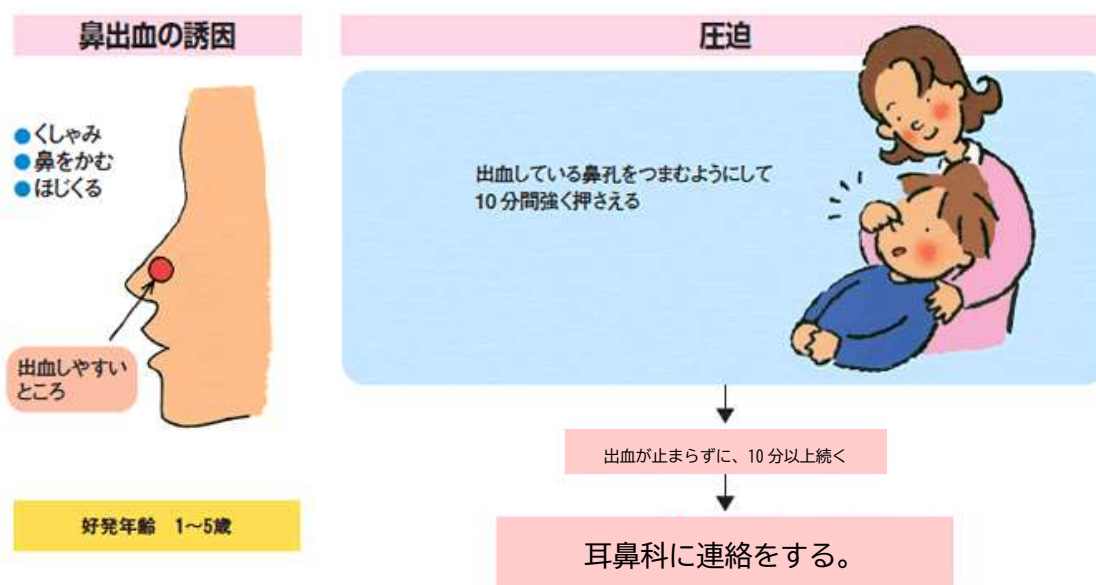 鼻出血の誘因
●くしゃみ
●鼻をかむ
●ほじくる
出血しやすい
ところ
好発年齢 1～5歳
圧迫
出血している鼻孔をつまむようにして
10分間強く押さえる
出血が止まらずに、10分以上続く
耳鼻科に連絡をする。